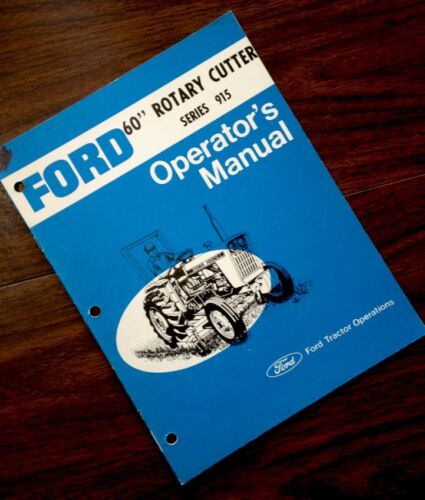 FORD
60" ROTARY CUTTER
SERIES 915
Operator's
Manual
Ford
Ford Tractor Operations